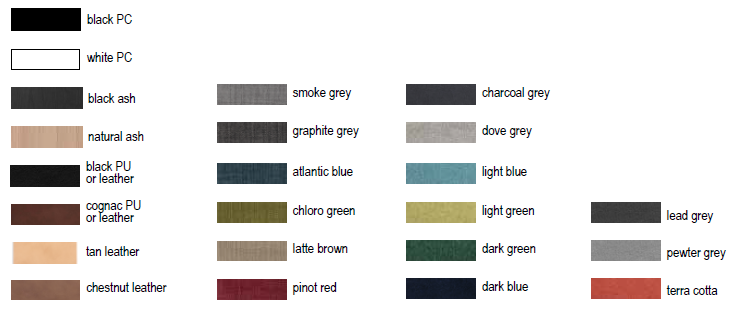 black PC
white PC
black ash
natural ash
black PU
or leather
cognac PU
or leather
tan leather
chestnut leather
smoke grey
graphite grey
atlantic blue
chloro green
latte brown
pinot red
charcoal grey
dove grey
light blue
light green
dark green
dark blue
lead grey
pewter grey
terra cotta